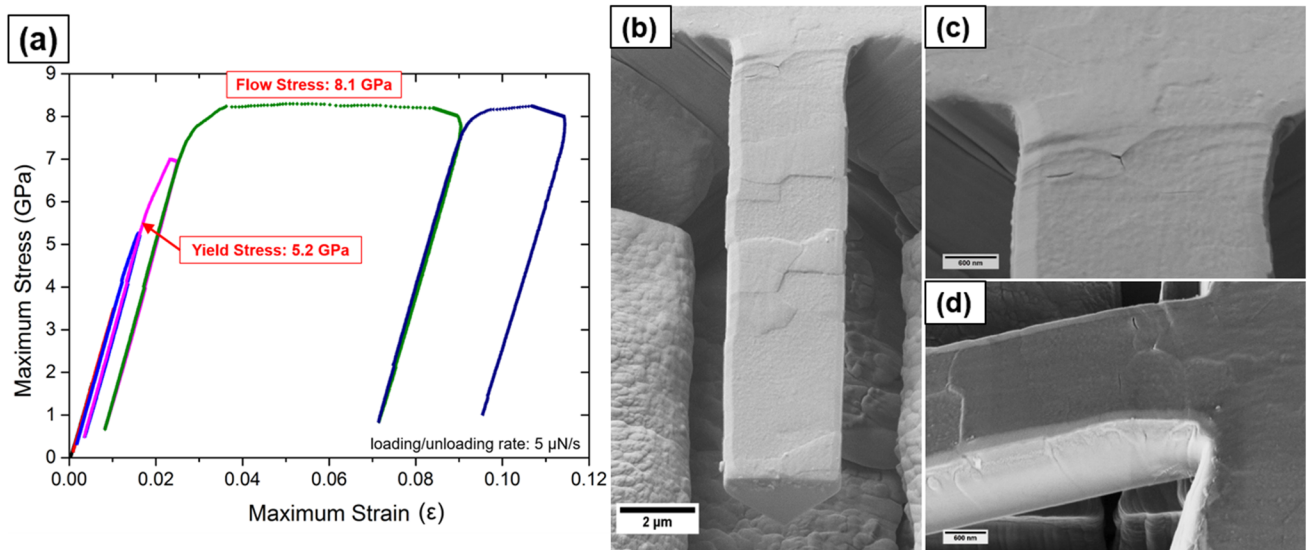 (a)
Maximum Stress (GPa)
9
8
7
6
5
4
3
2
1
0
Flow Stress: 8.1 GPa
Yield Stress: 5.2 GPa
loading/unloading rate: 5 µN/s
0.00 0.02 0.04 0.06 0.08 0.10 0.12
Maximum Strain (ε)
(b)
2 µm
(c)
600 nm
(d)
600 nm